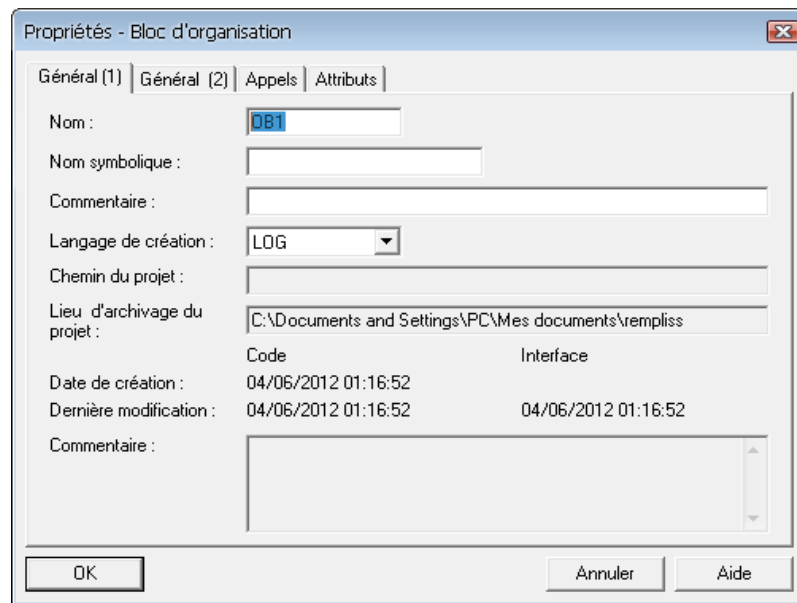 Propriétés - Bloc d'organisation
Général (1) Général (2) Appels Attributs
Nom : OB1
Nom symbolique :
Commentaire :
Langage de création : LOG
Chemin du projet :
Lieu d'archivage du projet : C:\Documents and Settings\PC\Mes documents\rempliss
Code Interface
Date de création : 04/06/2012 01:16:52
Dernière modification : 04/06/2012 01:16:52 04/06/2012 01:16:52
Commentaire :
OK Annuler Aide